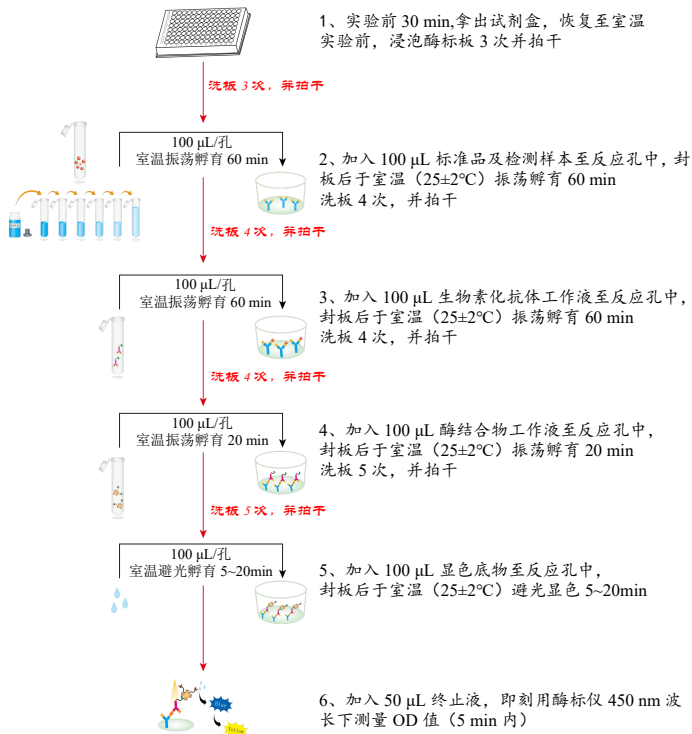 1、实验前 30 min,拿出试剂盒，恢复至室温
实验前，浸泡酶标板 3 次并拍干
洗板 3 次，并拍干
100 μL/孔
室温振荡孵育 60 min
2、加入 100 μL 标准品及检测样本至反应孔中，封
板后于室温（25±2℃）振荡孵育 60 min
洗板 4 次，并拍干
洗板 4 次，并拍干
100 μL/孔
室温振荡孵育 60 min
3、加入 100 μL 生物素化抗体工作液至反应孔中，
封板后于室温（25±2℃）振荡孵育 60 min
洗板 4 次，并拍干
洗板 4 次，并拍干
100 μL/孔
室温振荡孵育 20 min
4、加入 100 μL 酶结合物工作液至反应孔中，
封板后于室温（25±2℃）振荡孵育 20 min
洗板 5 次，并拍干
洗板 5 次，并拍干
100 μL/孔
室温避光孵育 5~20min
5、加入 100 μL 显色底物至反应孔中，
封板后于室温（25±2℃）避光显色 5~20min
Blue
Yellow
6、加入 50 μL 终止液，即刻用酶标仪 450 nm 波
长下测量 OD 值（5 min 内）